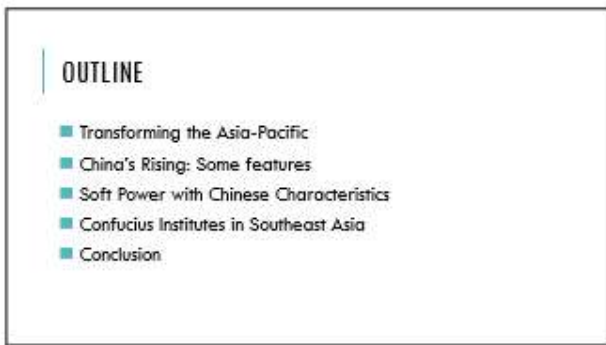 OUTLINE
Transforming the Asia-Pacific
China's Rising: Some features
Soft Power with Chinese Characteristics
Confucius Institutes in Southeast Asia
Conclusion